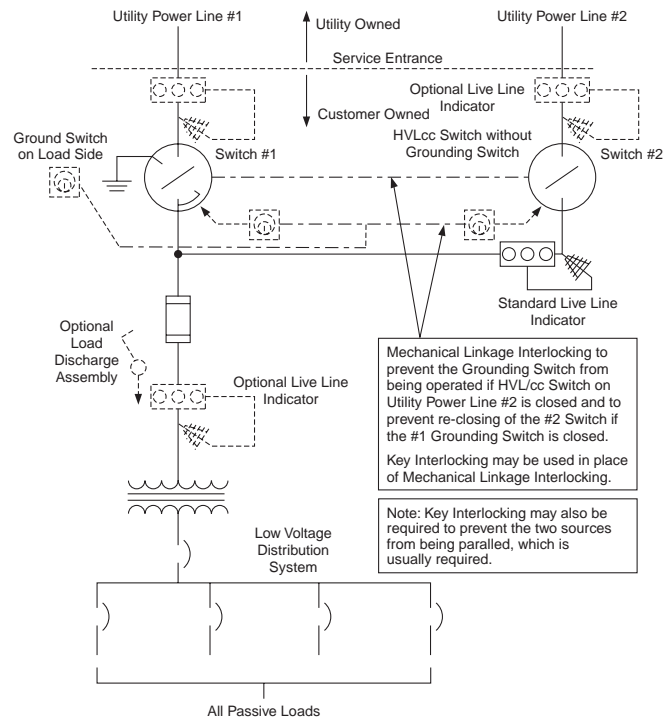 Utility Power Line #1
Utility Power Line #2
Utility Owned
Service Entrance
Optional Live Line
Indicator
Customer Owned
Ground Switch
on Load Side
Switch #1
HVLcc Switch without
Grounding Switch
Switch #2
Standard Live Line
Indicator
Optional
Load
Discharge
Assembly
Optional Live Line
Indicator
Mechanical Linkage Interlocking to
prevent the Grounding Switch from
being operated if HVL/cc Switch on
Utility Power Line #2 is closed and to
prevent re-closing of the #2 Switch if
the #1 Grounding Switch is closed.
Key Interlocking may be used in place
of Mechanical Linkage Interlocking.
Note: Key Interlocking may also be
required to prevent the two sources
from being paralled, which is
usually required.
Low Voltage
Distribution
System
All Passive Loads